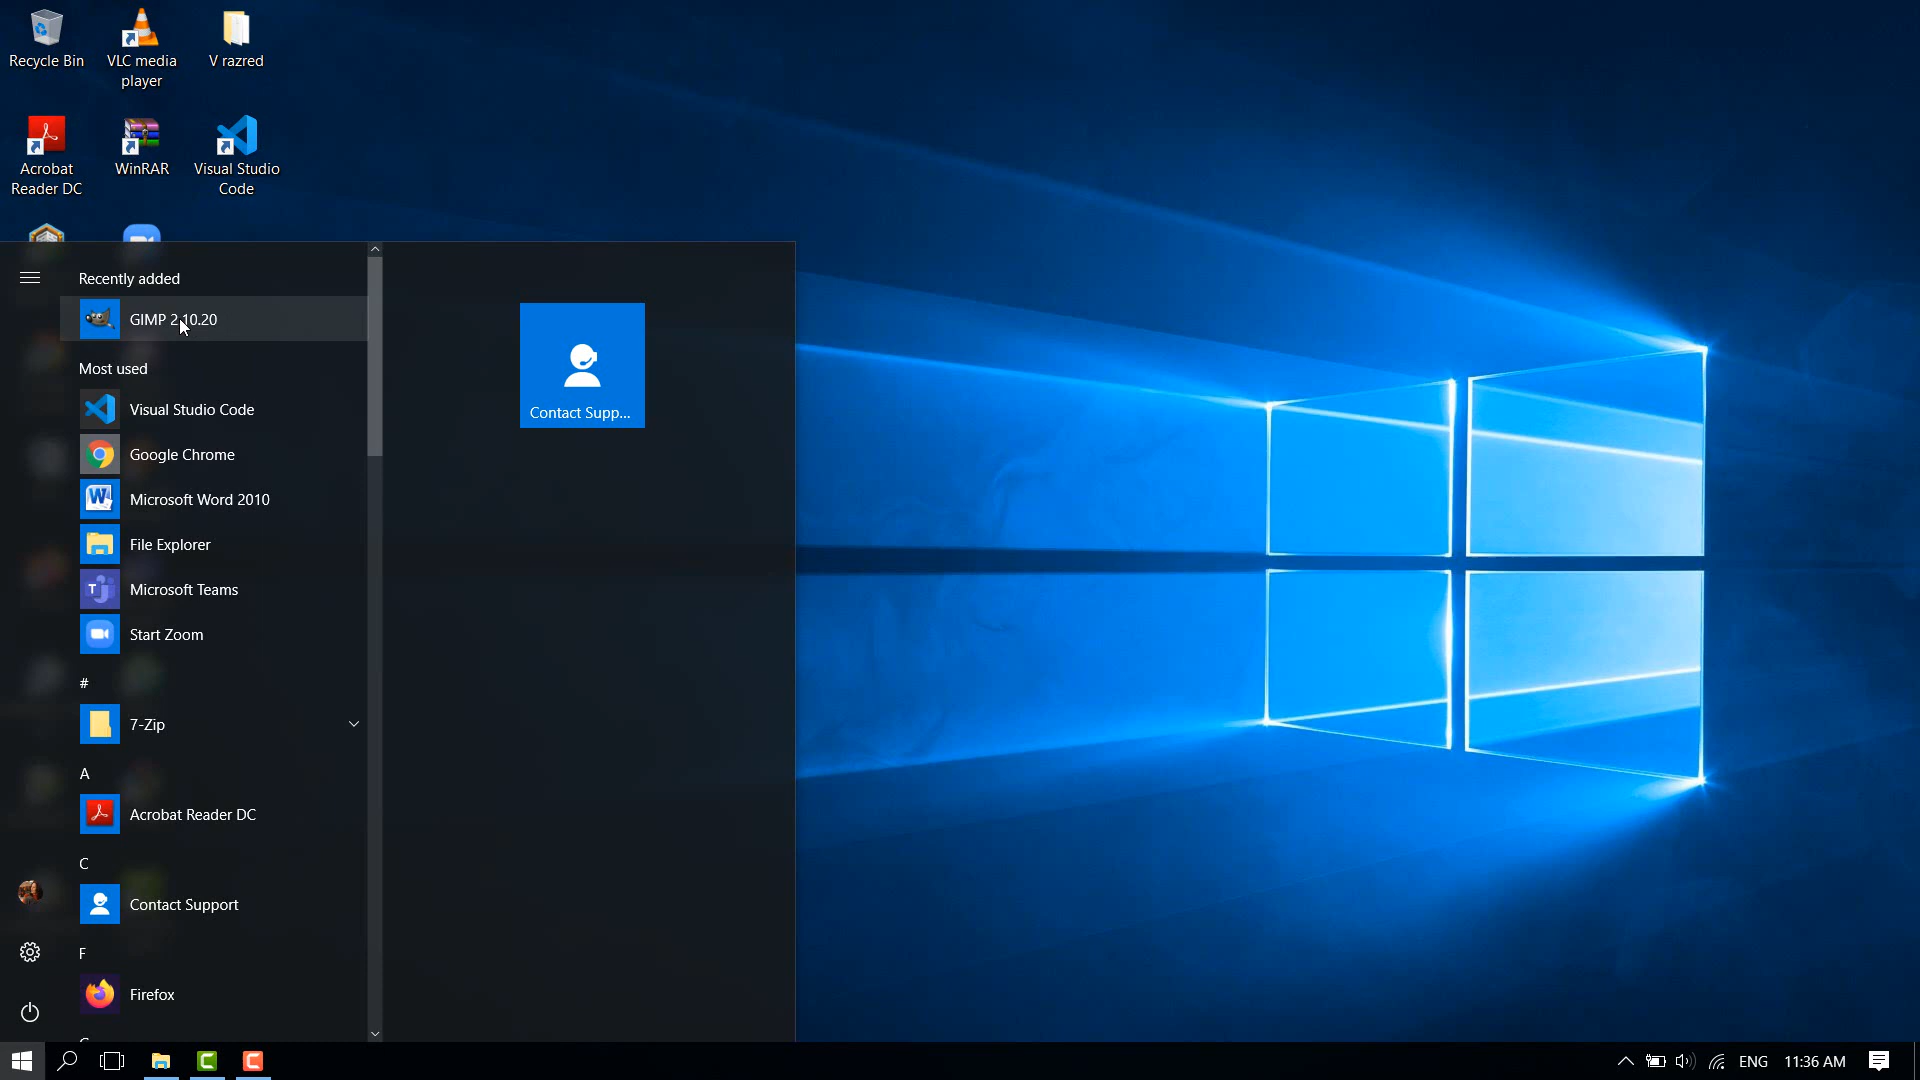 Recycle Bin
VLC media
player
V razred
Acrobat
Reader DC
WinRAR
Visual Studio
Code
Recently added
GIMP 2.10.20
Most used
Visual Studio Code
Google Chrome
Microsoft Word 2010
File Explorer
Microsoft Teams
Start Zoom
#
7-Zip
A
Acrobat Reader DC
C
Contact Support
F
Firefox
Contact Supp...
ENG
11:36 AM